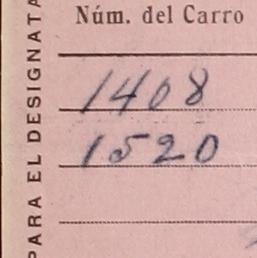 Núm. del Carro
1408
1520
PARA EL DESIGNATA